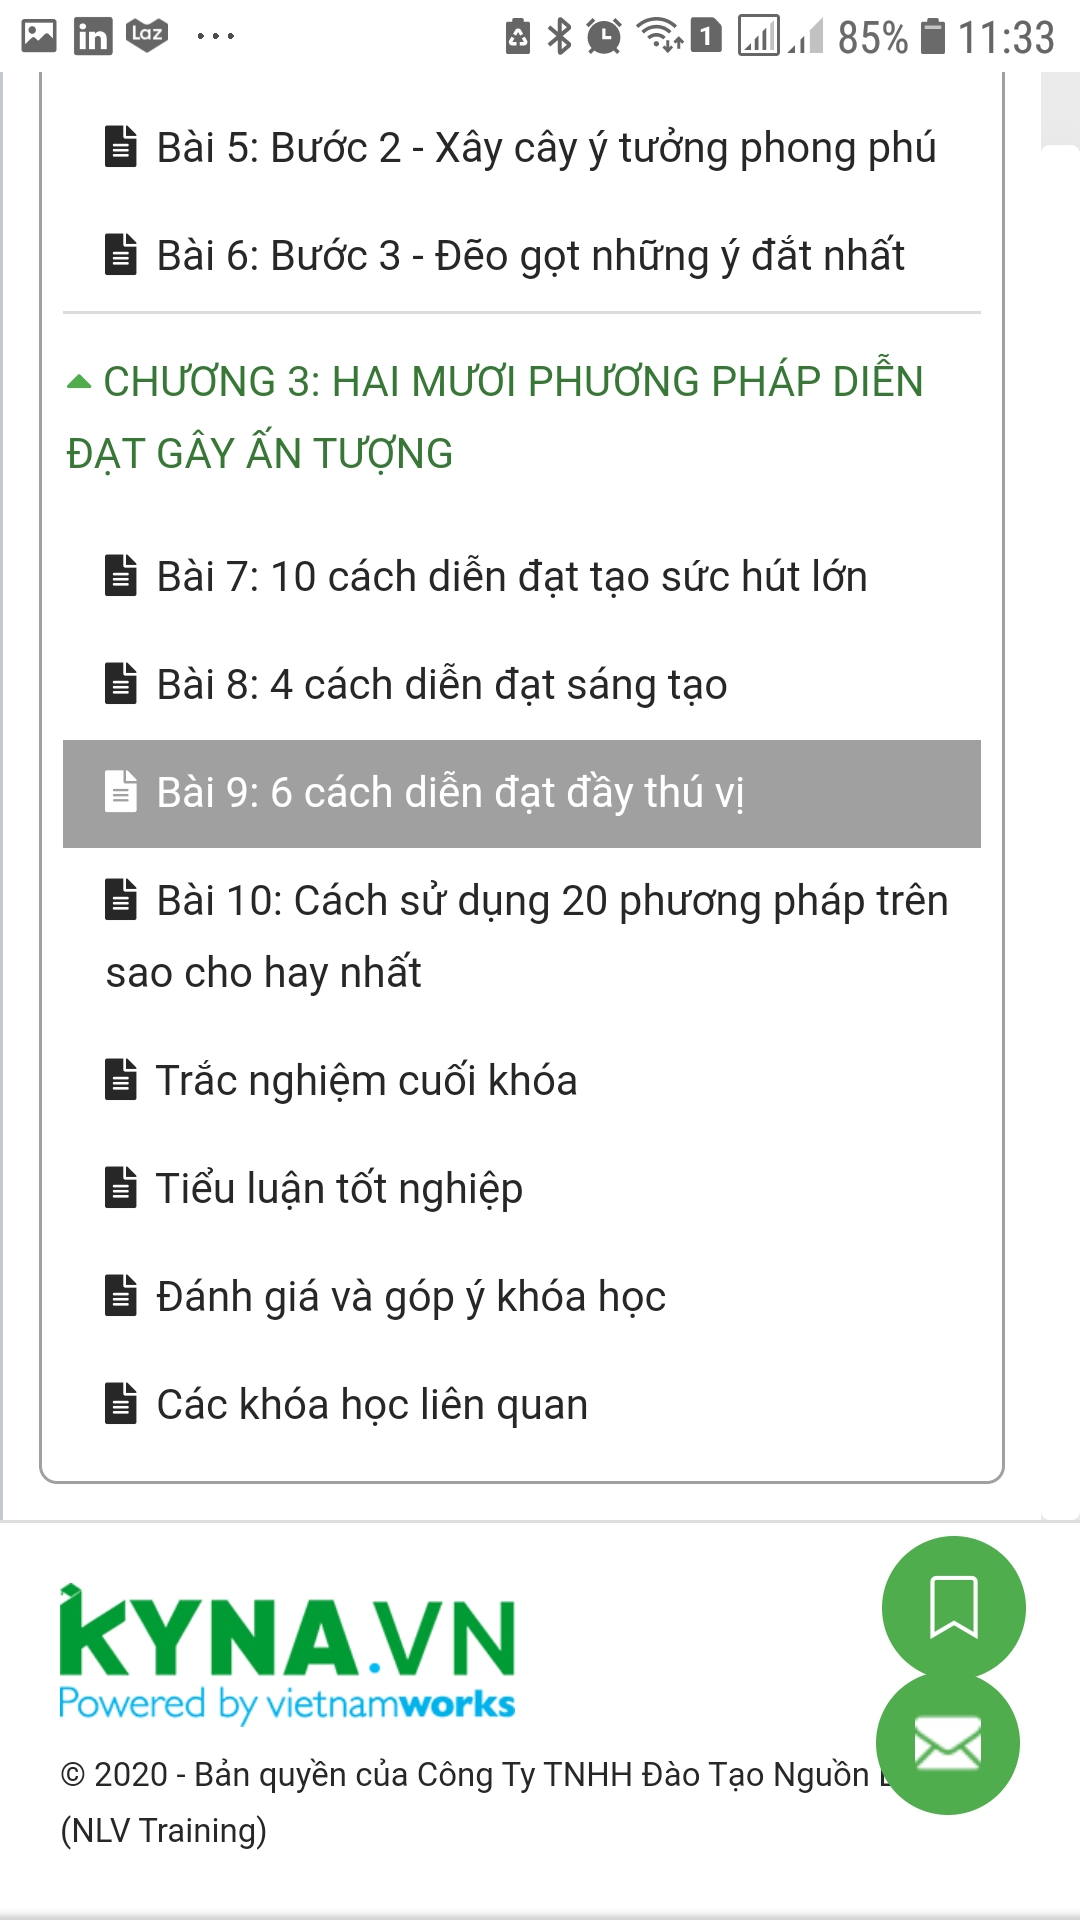 Laz ... 1 85% 11:33
Bài 5: Bước 2 - Xây cây ý tưởng phong phú
Bài 6: Bước 3 - Đẽo gọt những ý đắt nhất
CHƯƠNG 3: HAI MƯƠI PHƯƠNG PHÁP DIỄN
ĐẠT GÂY ẤN TƯỢNG
Bài 7: 10 cách diễn đạt tạo sức hút lớn
Bài 8: 4 cách diễn đạt sáng tạo
Bài 9: 6 cách diễn đạt đầy thú vị
Bài 10: Cách sử dụng 20 phương pháp trên
sao cho hay nhất
Trắc nghiệm cuối khóa
Tiểu luận tốt nghiệp
Đánh giá và góp ý khóa học
Các khóa học liên quan
KYNA.VN
Powered by vietnamworks
© 2020 - Bản quyền của Công Ty TNHH Đào Tạo Nguồn
(NLV Training)